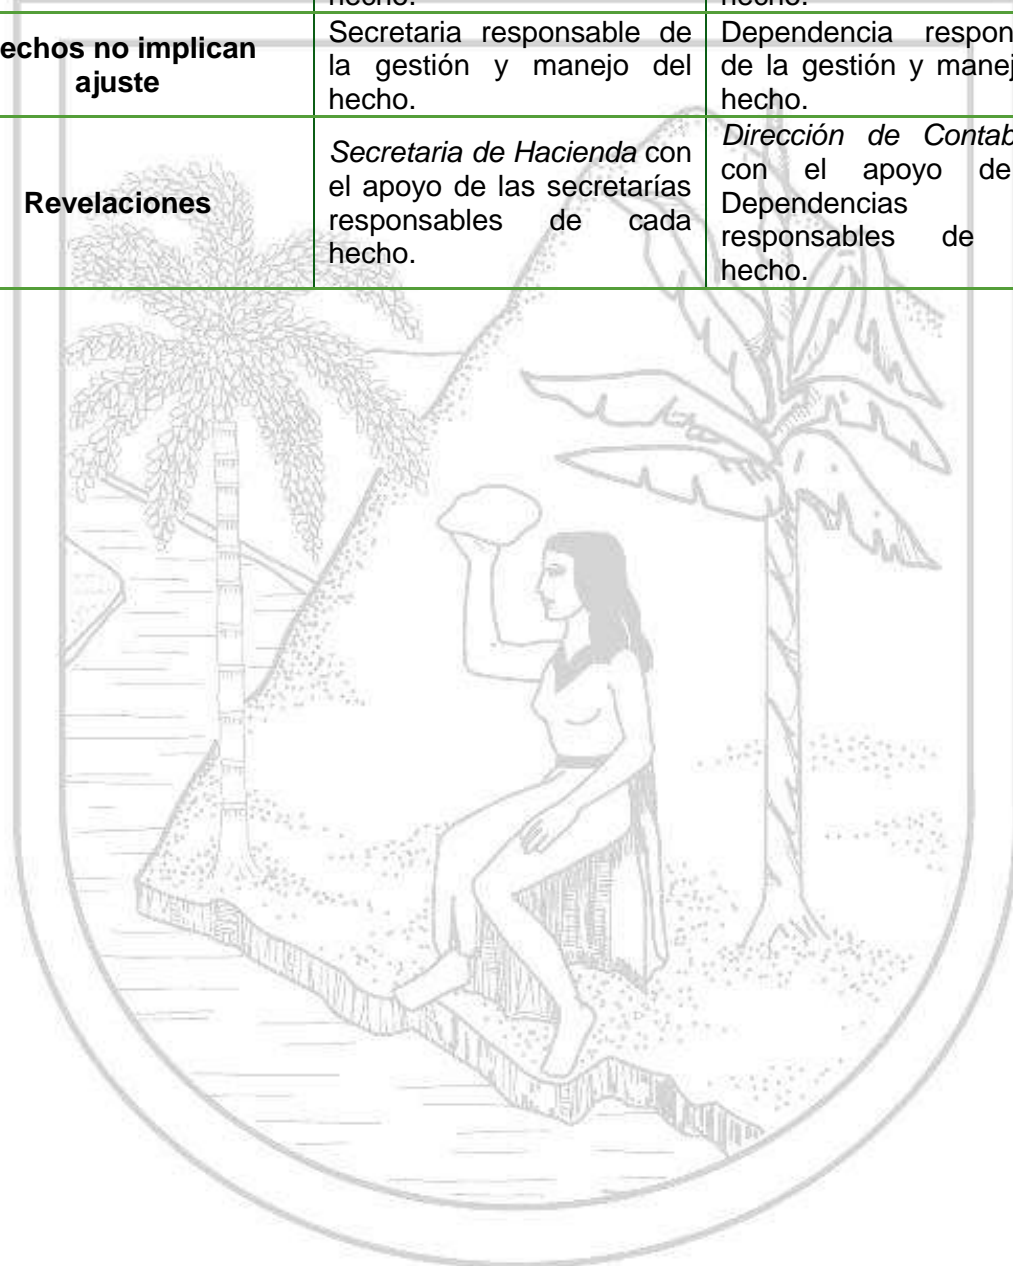 hecho.
hecho.
echos no implican
ajuste
Secretaria responsable de
la gestión y manejo del
hecho.
Dependencia respon
de la gestión y manej
hecho.
Revelaciones
Secretaria de Hacienda con
el apoyo de las secretarías
responsables de cada
hecho.
Dirección de Contab
con el apoyo de
Dependencias
responsables de
hecho.